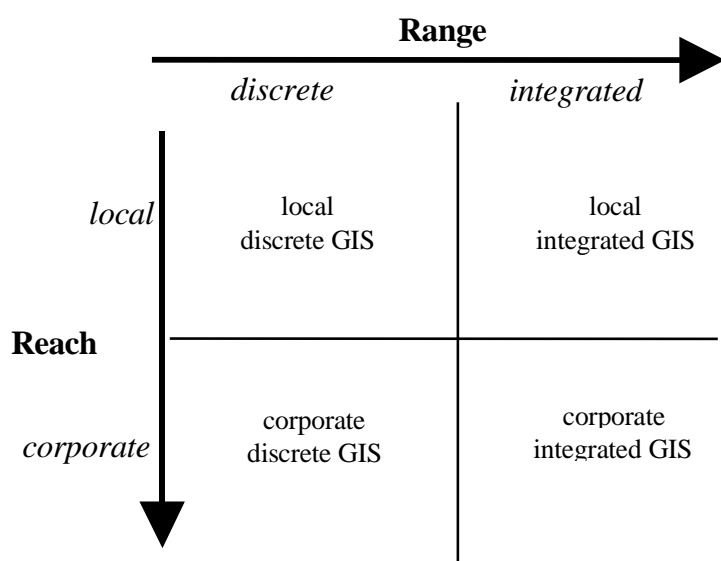 Range
discrete integrated
local
local
discrete GIS
local
integrated GIS
Reach
corporate
corporate
discrete GIS
corporate
integrated GIS